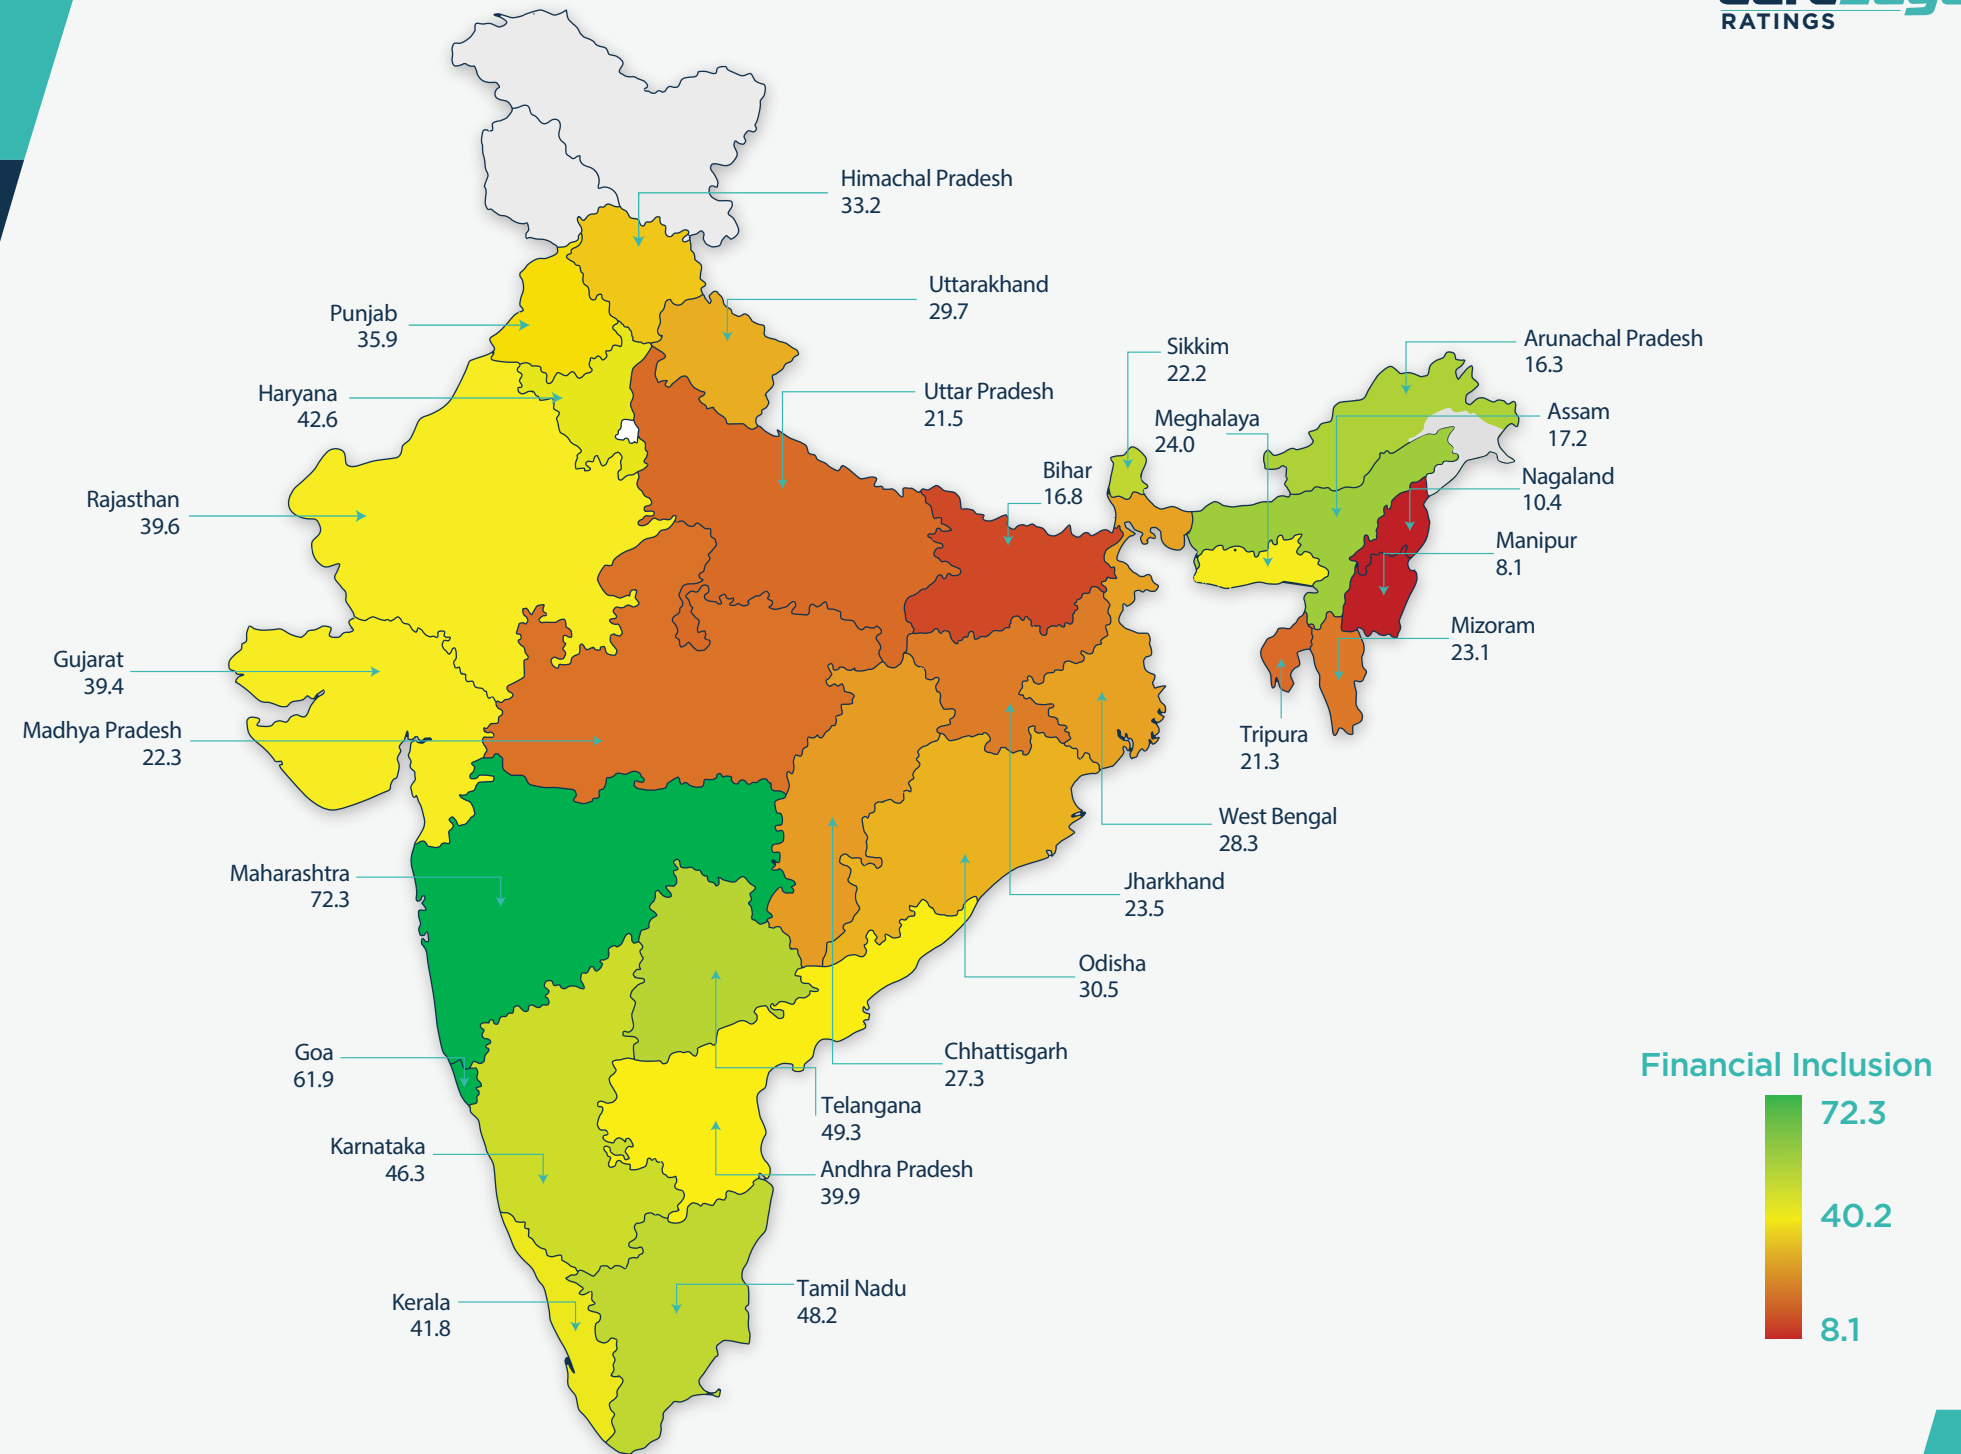 RATINGS
Himachal Pradesh
33.2
Uttarakhand
29.7
Punjab
35.9
Sikkim
22.2
Arunachal Pradesh
16.3
Haryana
42.6
Uttar Pradesh
21.5
Meghalaya
24.0
Assam
17.2
Bihar
16.8
Nagaland
10.4
Rajasthan
39.6
Manipur
8.1
Mizoram
23.1
Gujarat
39.4
Madhya Pradesh
22.3
Tripura
21.3
West Bengal
28.3
Maharashtra
72.3
Jharkhand
23.5
Odisha
30.5
Goa
61.9
Chhattisgarh
27.3
Telangana
49.3
Karnataka
46.3
Andhra Pradesh
39.9
Tamil Nadu
48.2
Kerala
41.8
Financial Inclusion
72.3
40.2
8.1